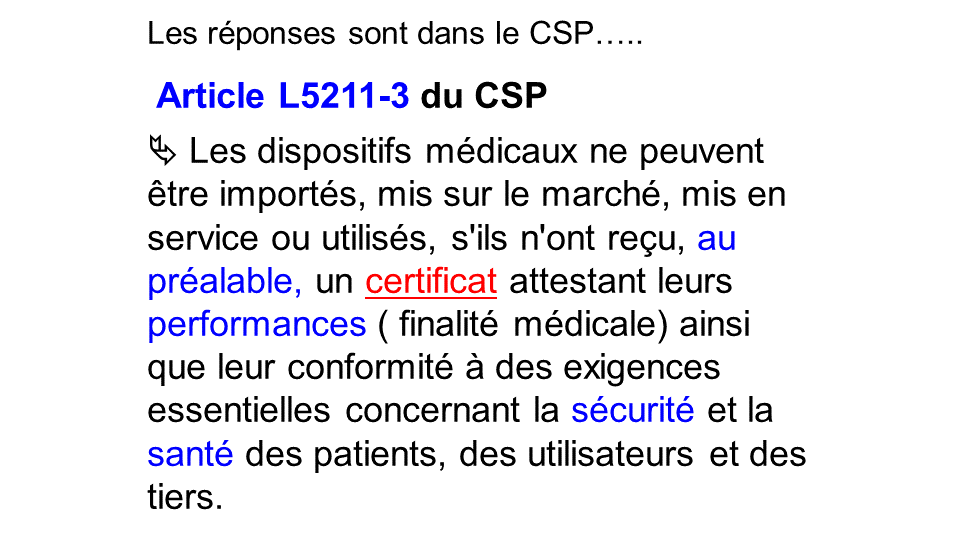 Les réponses sont dans le CSP…..
Article L5211-3 du CSP
Les dispositifs médicaux ne peuvent
être importés, mis sur le marché, mis en
service ou utilisés, s'ils n'ont reçu, au
préalable, un certificat attestant leurs
performances ( finalité médicale) ainsi
que leur conformité à des exigences
essentielles concernant la sécurité et la
santé des patients, des utilisateurs et des
tiers.